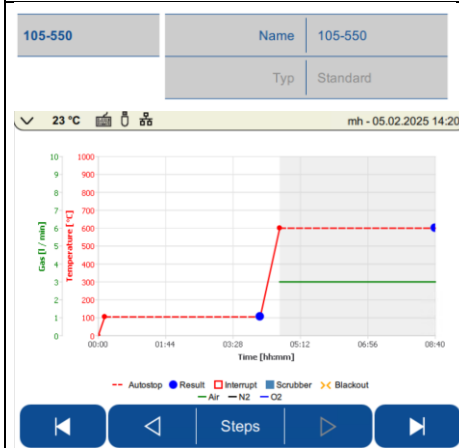 105-550
Name 105-550
Typ Standard
23 °C mh - 05.02.2025 14:20
Gas [l / min]
10
9
8
7
6
5
4
3
2
1
0
Temperature [°C]
1000
900
800
700
600
500
400
300
200
100
0
00:00 01:44 03:28 05:12 06:56 08:40
Time [hh:mm]
Autostop Result Interrupt Scrubber Blackout
Air N2 O2
Steps